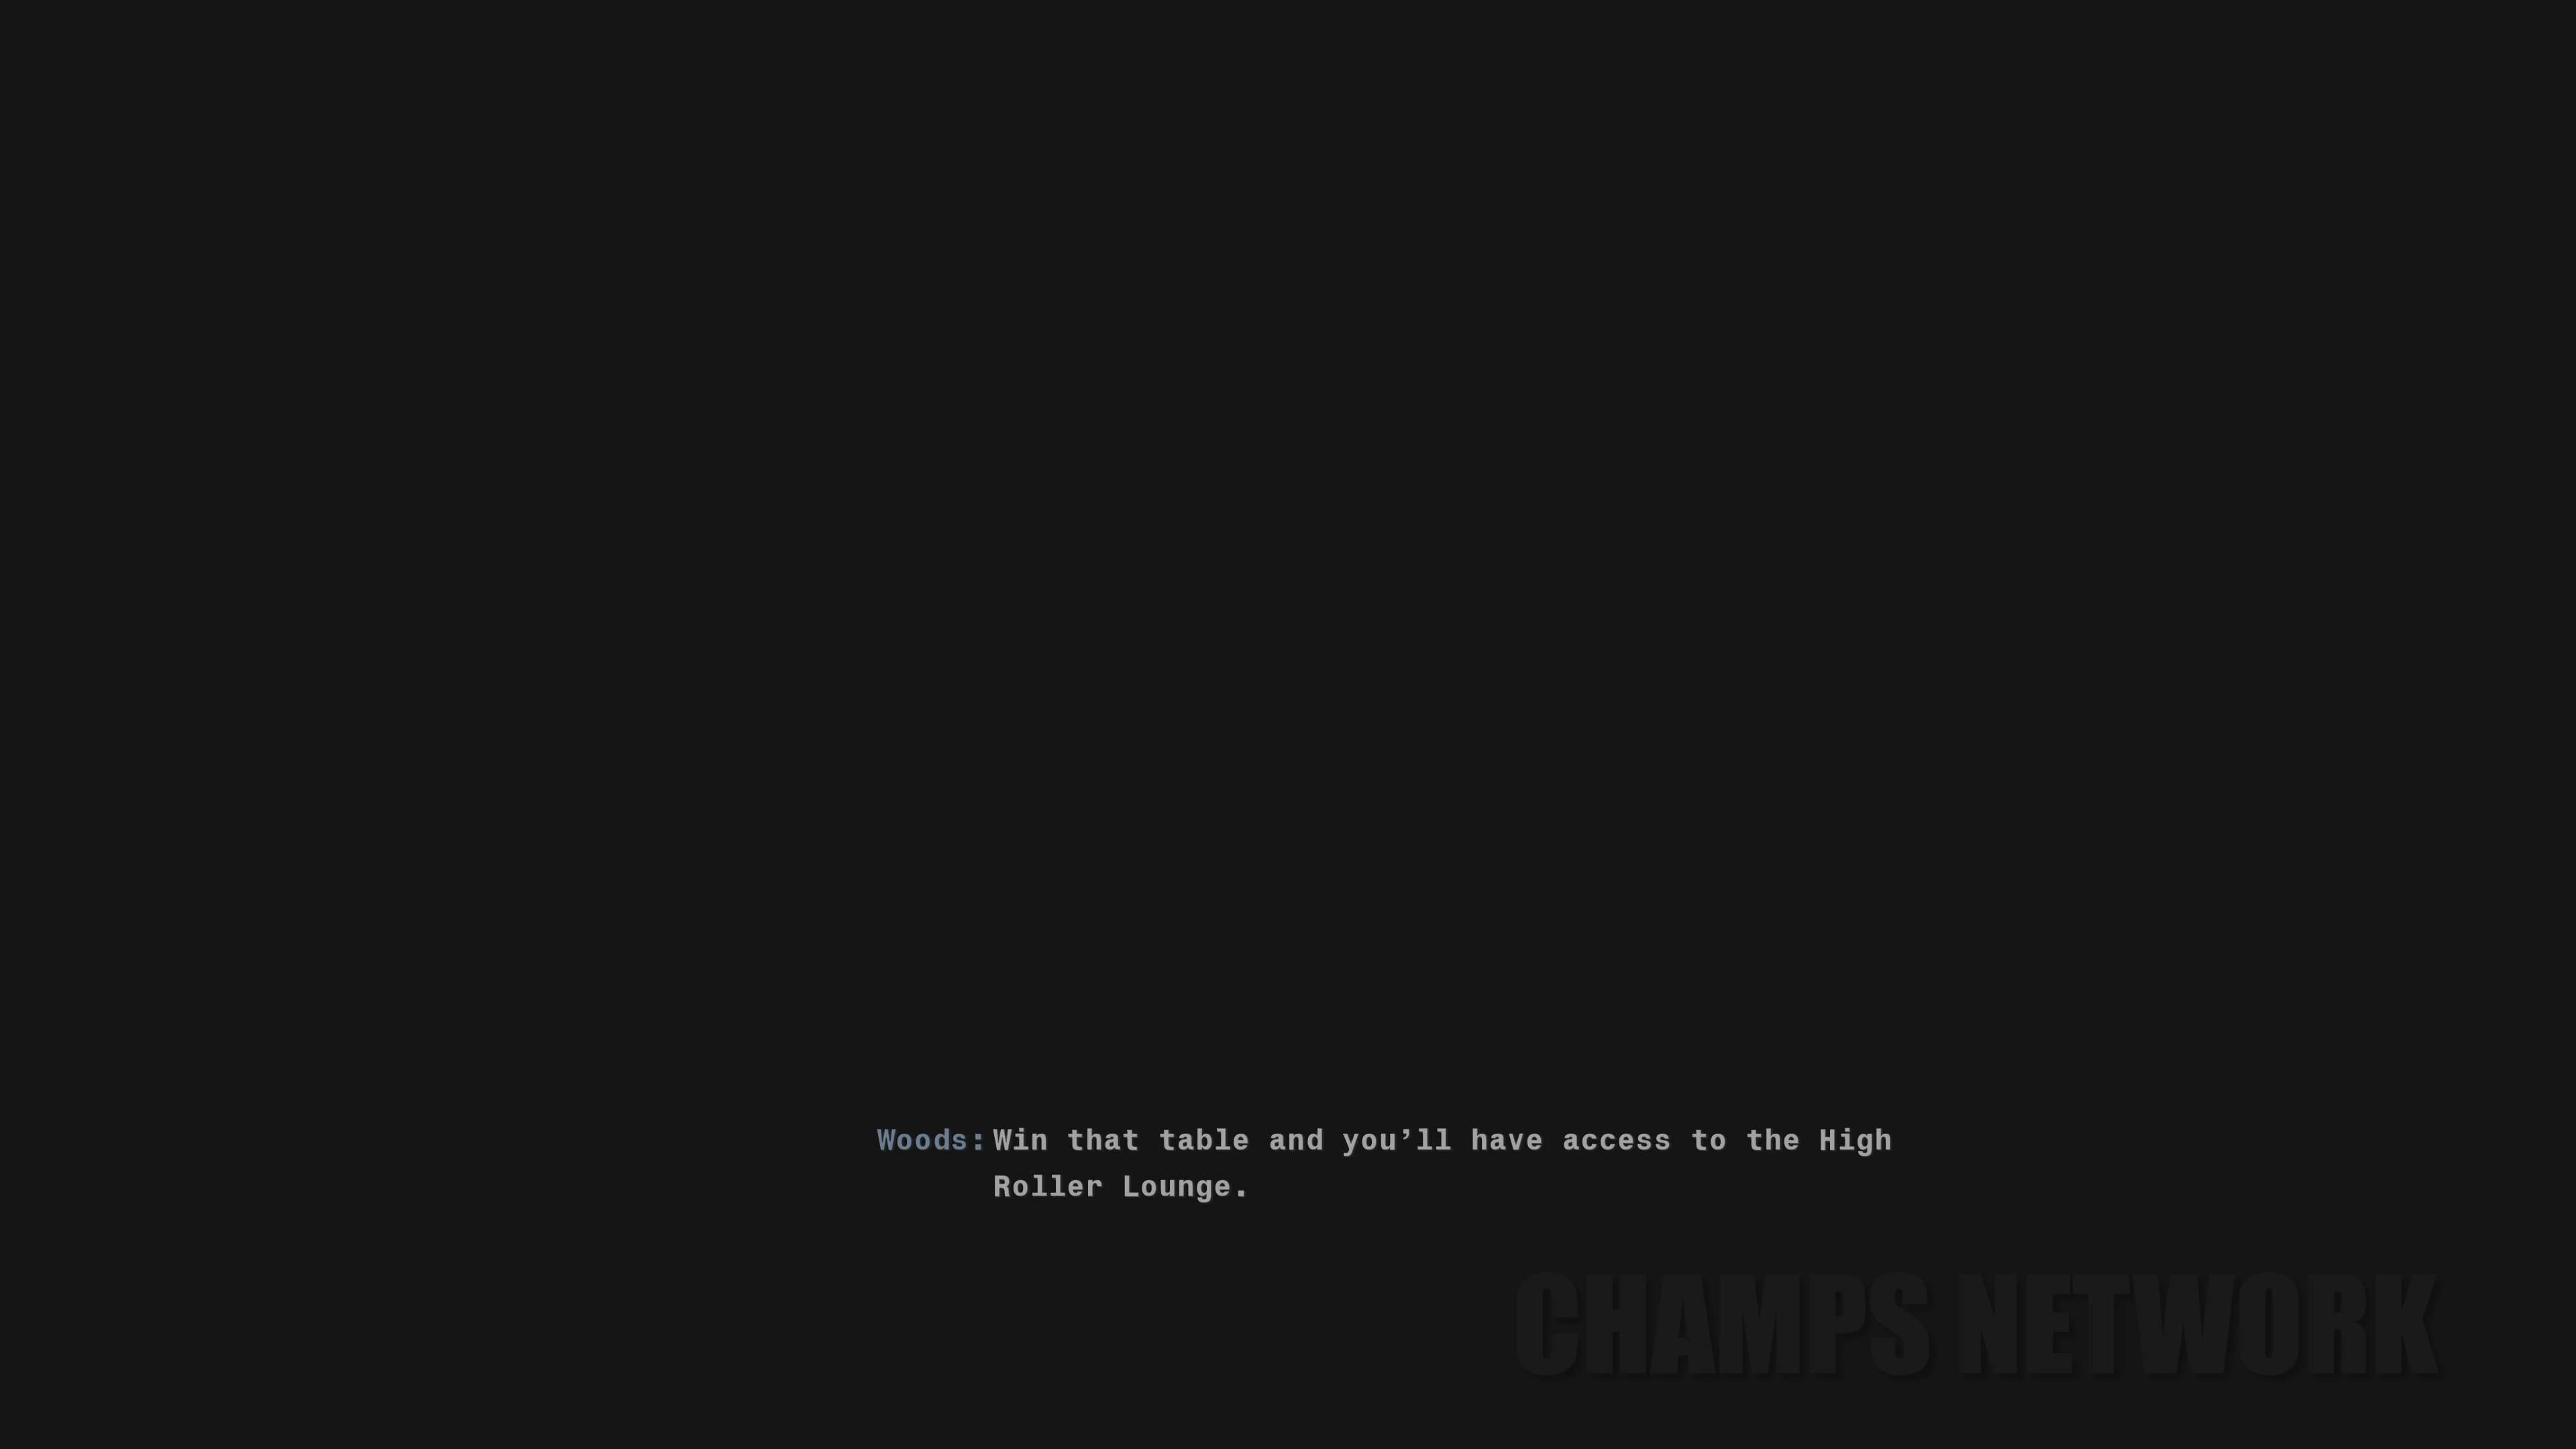 Woods: Win that table and you’ll have access to the High
Roller Lounge.
CHAMPS NETWORK